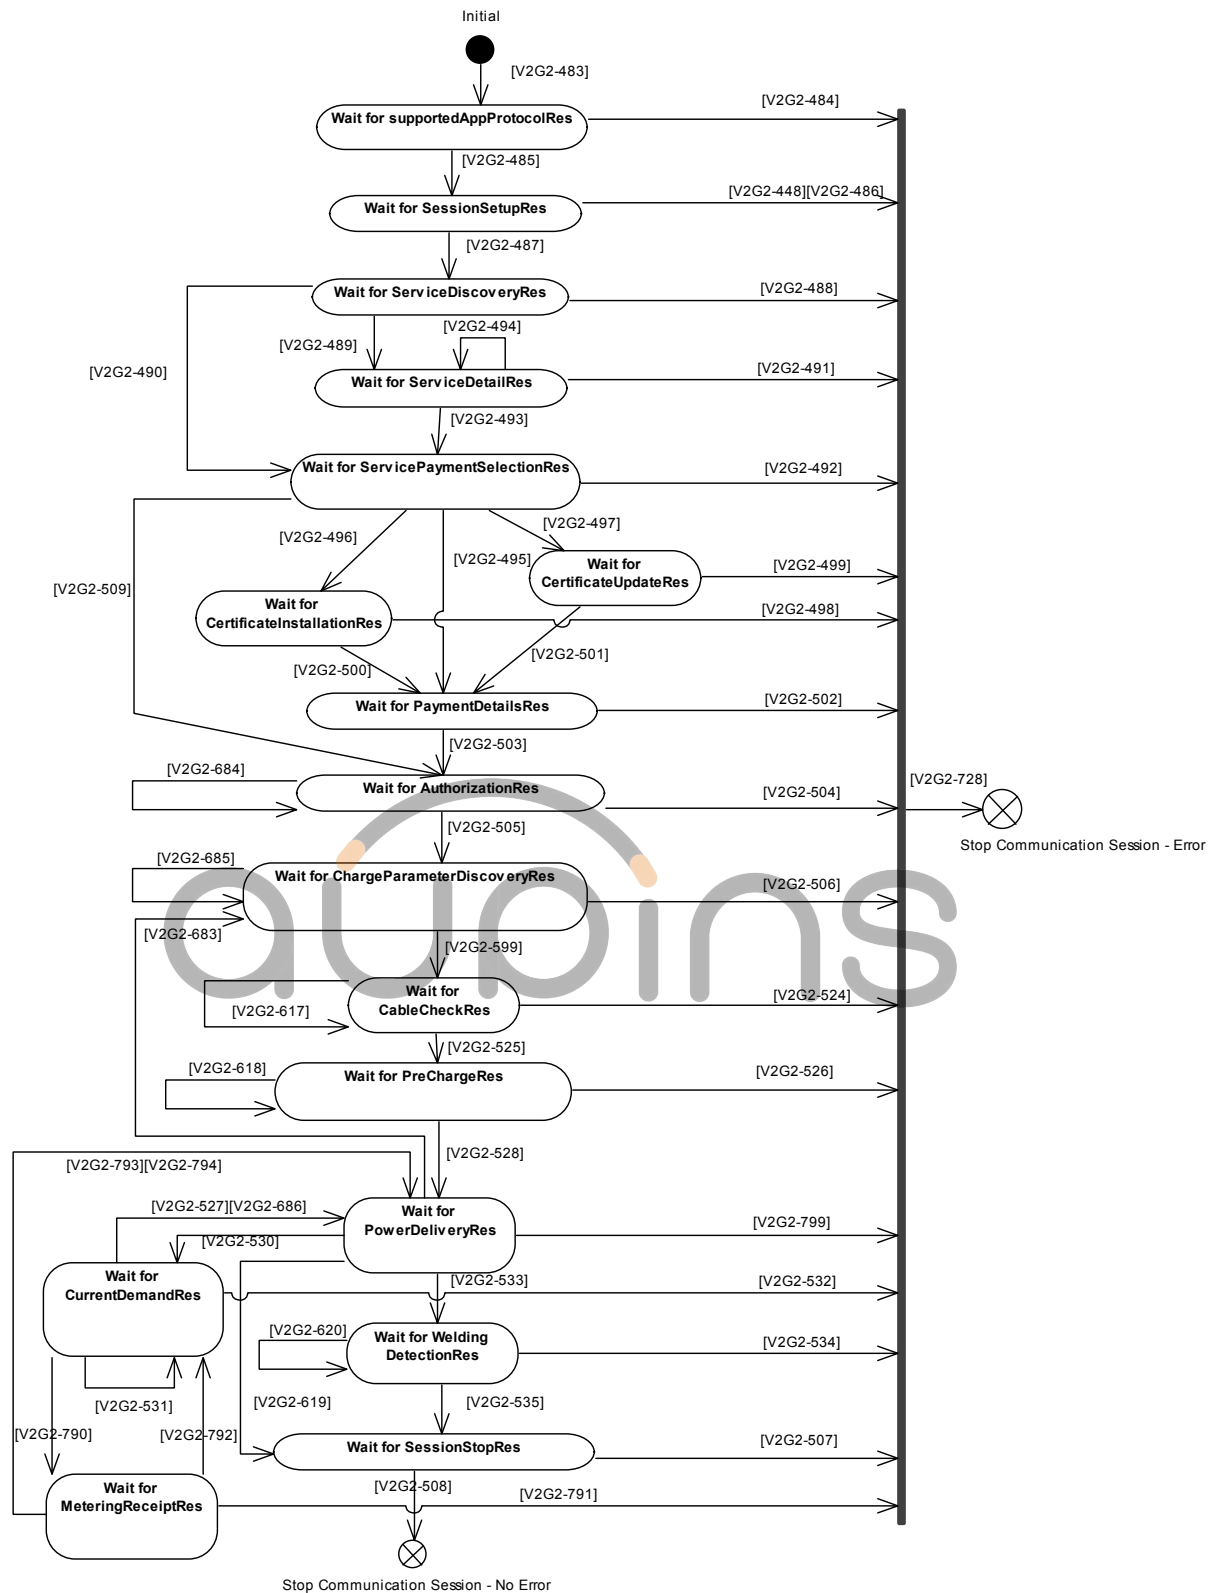 Initial
[V2G2-483]
[V2G2-484]
Wait for supportedAppProtocolRes
[V2G2-485]
[V2G2-448][V2G2-486]
Wait for SessionSetupRes
[V2G2-487]
Wait for ServiceDiscoveryRes
[V2G2-488]
[V2G2-494]
[V2G2-489]
[V2G2-490]
[V2G2-491]
Wait for ServiceDetailRes
[V2G2-493]
Wait for ServicePaymentSelectionRes
[V2G2-492]
[V2G2-497]
[V2G2-496]
[V2G2-495]
Wait for
CertificateUpdateRes
[V2G2-499]
[V2G2-509]
Wait for
CertificateInstallationRes
[V2G2-498]
[V2G2-501]
[V2G2-500]
Wait for PaymentDetailsRes
[V2G2-502]
[V2G2-503]
[V2G2-684]
Wait for AuthorizationRes
[V2G2-504]
[V2G2-728]
Stop Communication Session - Error
[V2G2-505]
[V2G2-685]
Wait for ChargeParameterDiscoveryRes
[V2G2-506]
[V2G2-683]
aupins
[V2G2-599]
Wait for
CableCheckRes
[V2G2-524]
[V2G2-617]
[V2G2-525]
[V2G2-618]
Wait for PreChargeRes
[V2G2-526]
[V2G2-528]
[V2G2-793][V2G2-794]
[V2G2-527][V2G2-686]
Wait for
PowerDeliveryRes
[V2G2-799]
[V2G2-530]
Wait for
CurrentDemandRes
[V2G2-533]
[V2G2-532]
[V2G2-620]
Wait for Welding
DetectionRes
[V2G2-534]
[V2G2-531]
[V2G2-619]
[V2G2-535]
[V2G2-790]
[V2G2-792]
Wait for SessionStopRes
[V2G2-507]
Wait for
MeteringReceiptRes
[V2G2-508]
[V2G2-791]
Stop Communication Session - No Error